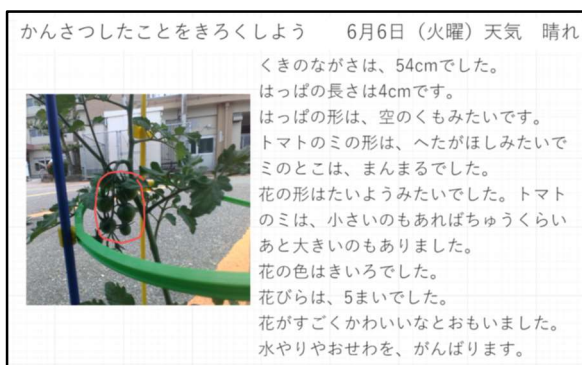 かんさつしたことをきろくしよう　　6月6日（火曜）天気　晴れ
くきのながさは、54cmでした。
はっぱの長さは4cmです。
はっぱの形は、空のくもみたいです。
トマトのミの形は、へたがほしみたいで
ミのとこは、まんまるでした。
花の形はたいようみたいでした。トマト
のミは、小さいのもあればちゅうくらい
あと大きいのもありました。
花の色はきいろでした。
花びらは、5まいでした。
花がすごくかわいいなとおもいました。
水やりやおせわを、がんばります。